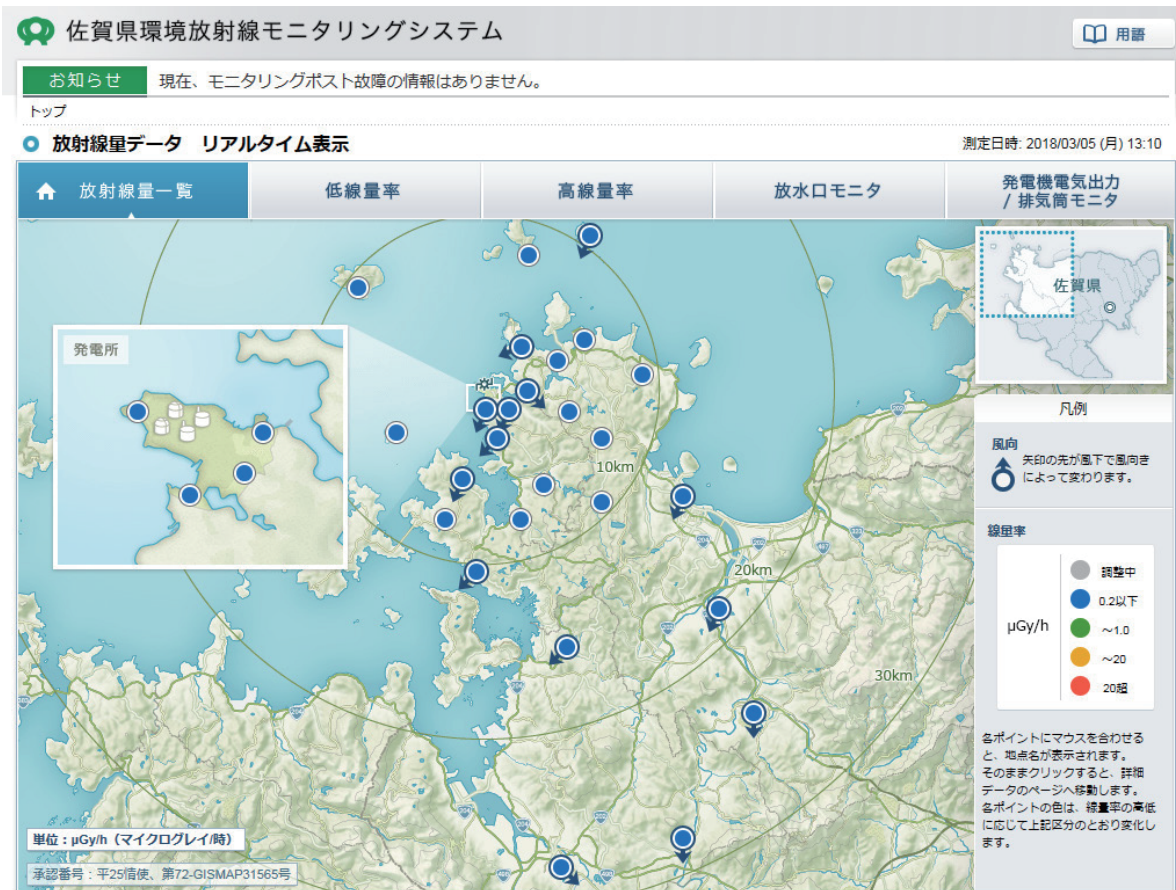 佐賀県環境放射線モニタリングシステム
用語
お知らせ 現在、モニタリングポスト故障の情報はありません。
トップ
放射線量データ リアルタイム表示
測定日時: 2018/03/05 (月) 13:10
放射線量一覧
低線量率
高線量率
放水口モニタ
発電機電気出力
/ 排気筒モニタ
佐賀県
発電所
10km
20km
30km
凡例
風向
矢印の先が風下で風向き
によって変わります。
線量率
μGy/h
調整中
0.2以下
～1.0
～20
20超
各ポイントにマウスを合わせる
と、地点名が表示されます。
そのままクリックすると、詳細
データのページへ移動します。
各ポイントの色は、線量率の高低
に応じて上記区分のとおり変化し
ます。
単位：μGy/h（マイクログレイ/時）
承認番号：平25情使、第72-GISMAP31565号